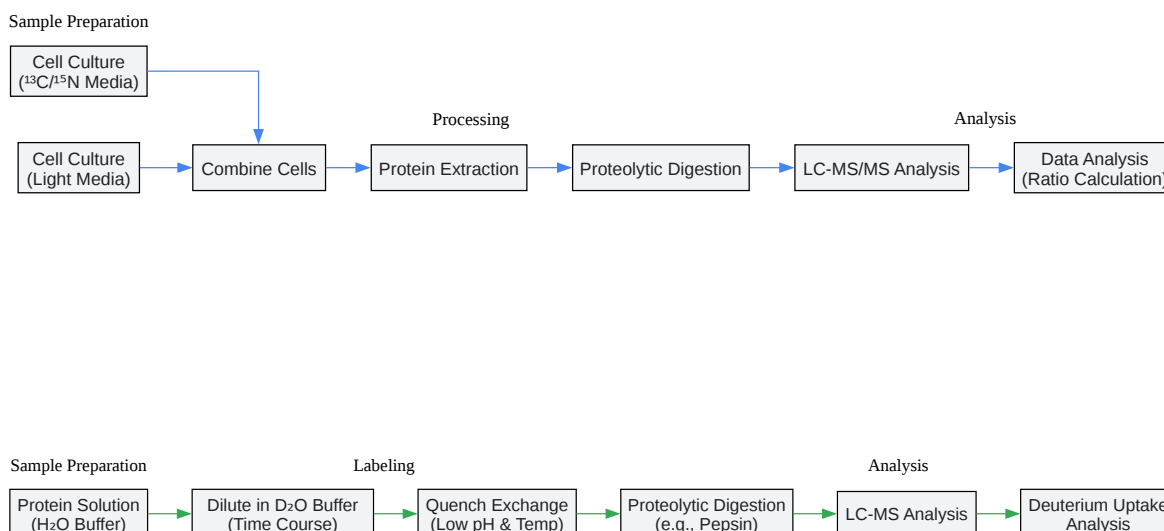 Sample Preparation
Cell Culture
(¹³C/¹⁵N Media)
Processing
Analysis
Cell Culture
(Light Media)
Combine Cells
Protein Extraction
Proteolytic Digestion
LC-MS/MS Analysis
Data Analysis
(Ratio Calculation)
Sample Preparation
Labeling
Analysis
Protein Solution
(H₂O Buffer)
Dilute in D₂O Buffer
(Time Course)
Quench Exchange
(Low pH & Temp)
Proteolytic Digestion
(e.g., Pepsin)
LC-MS Analysis
Deuterium Uptake
Analysis